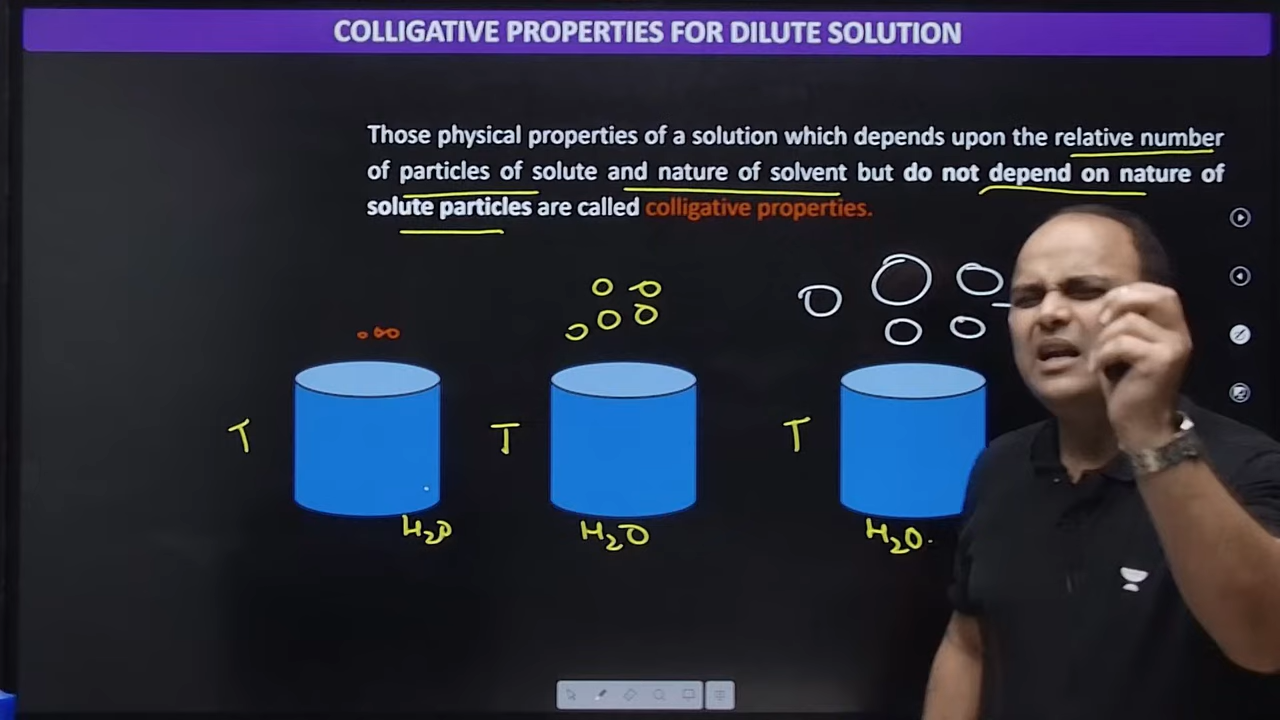 COLLIGATIVE PROPERTIES FOR DILUTE SOLUTION
Those physical properties of a solution which depends upon the relative number
of particles of solute and nature of solvent but do not depend on nature of
solute particles are called colligative properties.
T T T
H₂O H₂O H₂O.